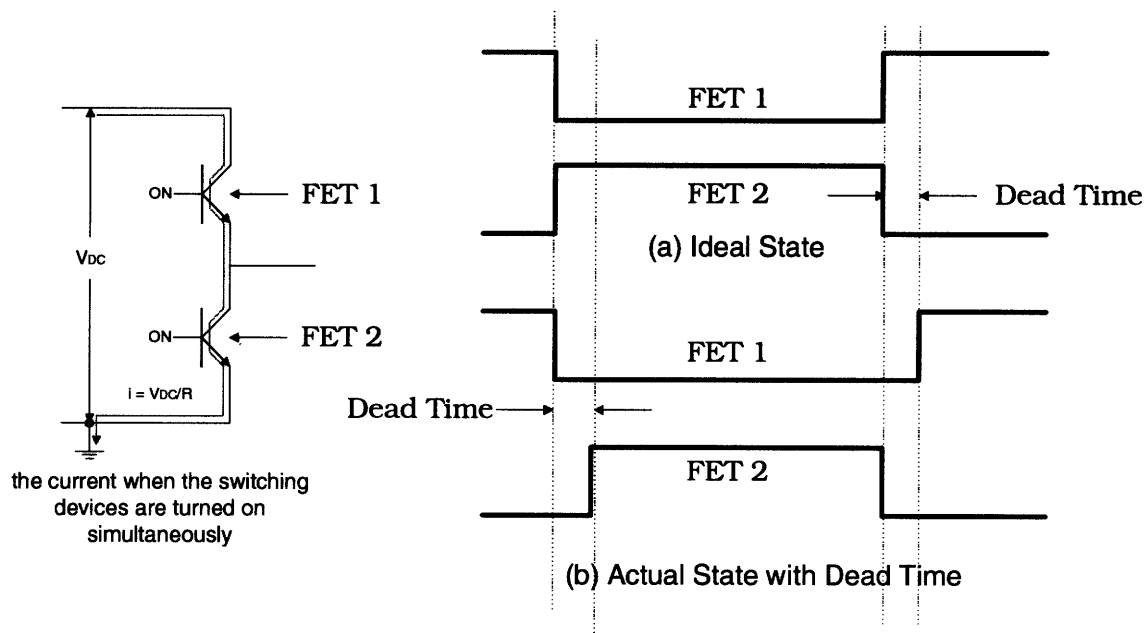 FET 1
FET 2
Dead Time
(a) Ideal State
ON
FET 1
VDC
ON
FET 2
i = VDC/R
the current when the switching
devices are turned on
simultaneously
FET 1
Dead Time
FET 2
(b) Actual State with Dead Time